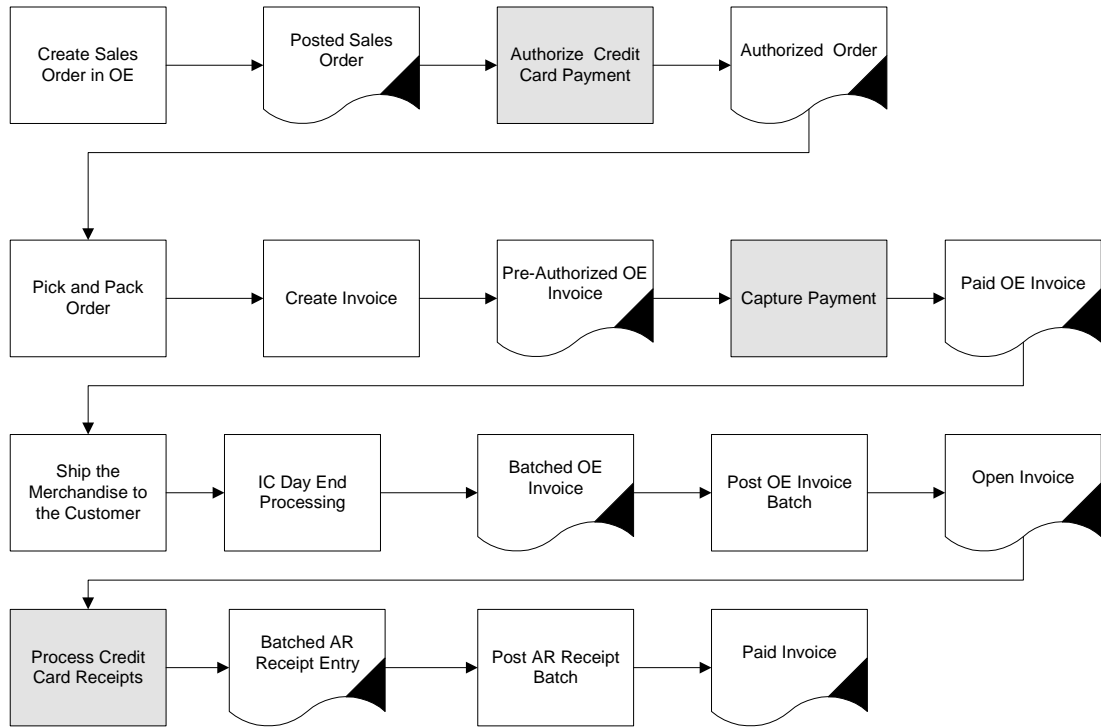 Create Sales
Order in OE
Posted Sales
Order
Authorize Credit
Card Payment
Authorized Order
Pick and Pack
Order
Create Invoice
Pre-Authorized OE
Invoice
Capture Payment
Paid OE Invoice
Ship the
Merchandise to
the Customer
IC Day End
Processing
Batched OE
Invoice
Post OE Invoice
Batch
Open Invoice
Process Credit
Card Receipts
Batched AR
Receipt Entry
Post AR Receipt
Batch
Paid Invoice